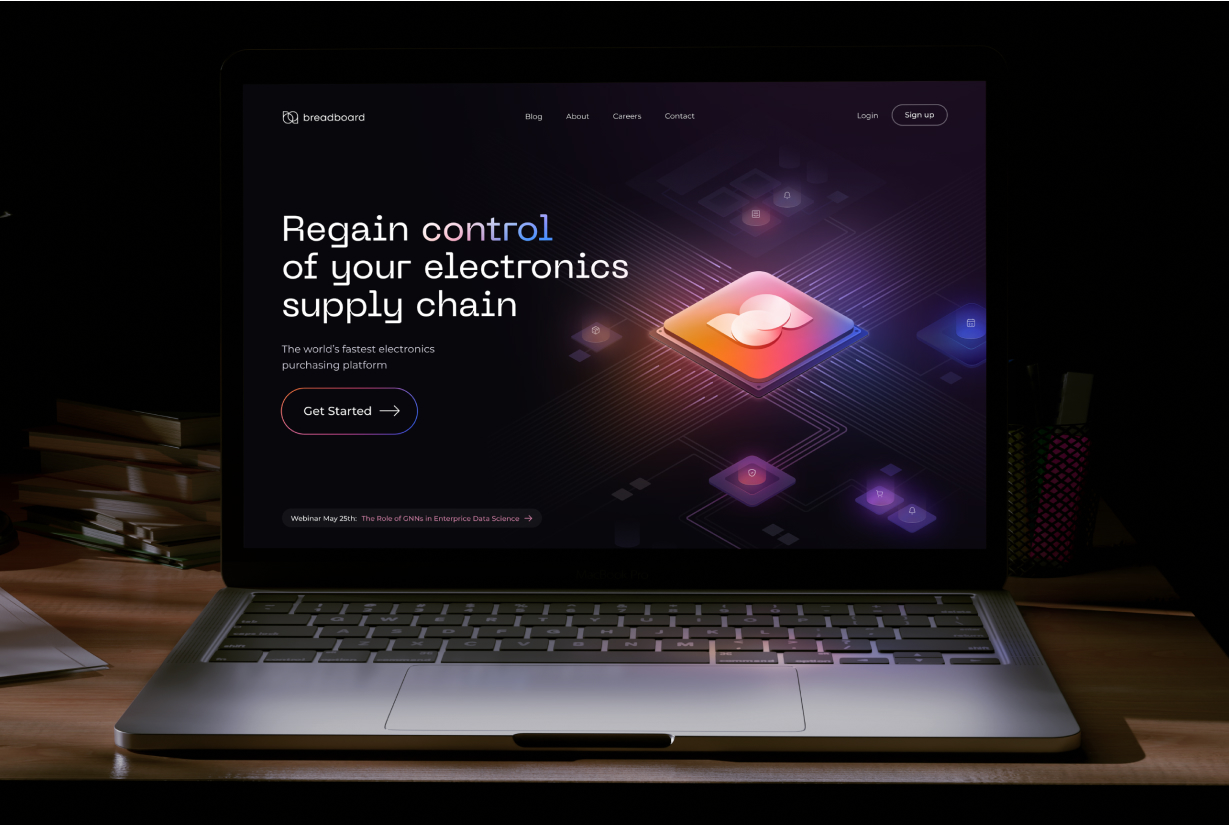 breadboard
Blog About Careers Contact
Login Sign up
Regain control
of your electronics
supply chain
The world's fastest electronics
purchasing platform
Get Started
Webinar May 25th: The Role of GNNs in Enterprice Data Science